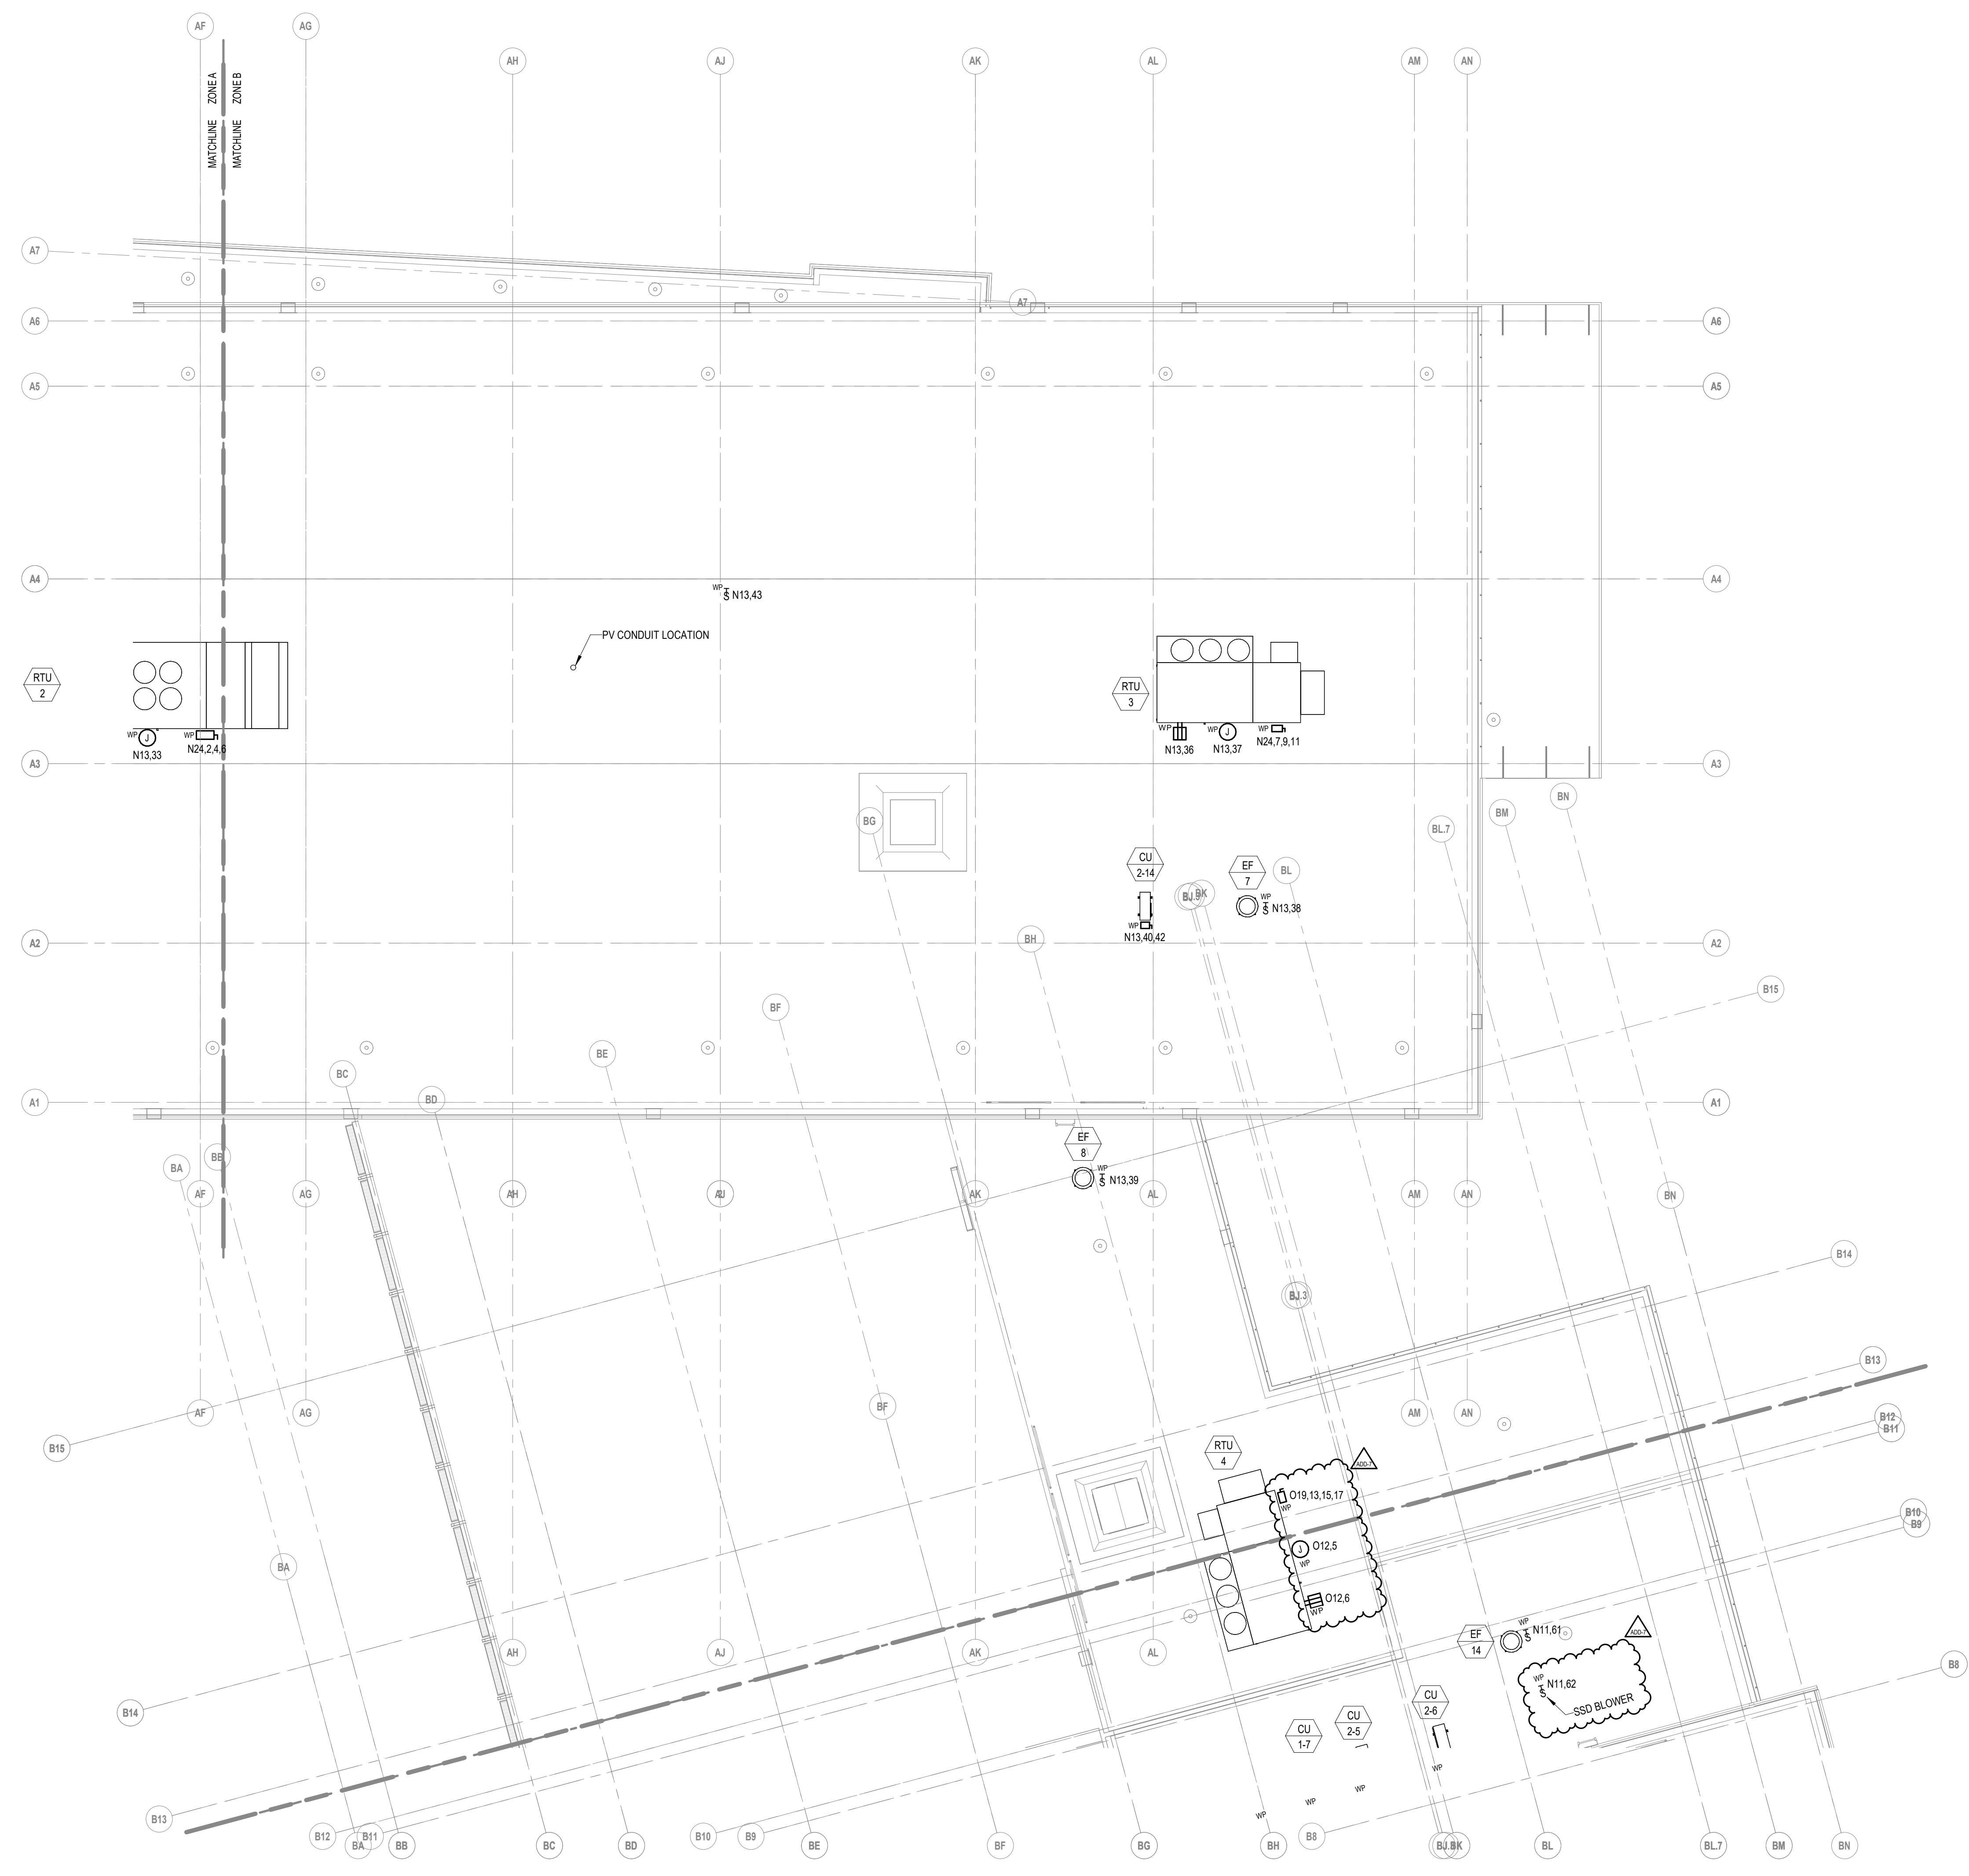 AF
AG
AH
AJ
AK
AL
AM
AN
MATCHLINE ZONE A
MATCHLINE ZONE B
A7
A7
A6
A6
A5
A5
A4
A4
WP
S N13,43
PV CONDUIT LOCATION
RTU
2
RTU
3
WP
J
WP
N13,33
N24,2,4,6
WP
WP
J
WP
N13,36
N13,37
N24,7,9,11
A3
A3
BN
BM
BG
BL.7
CU
2-14
EF
7
BL
BK
WP
S N13,38
WP
N13,40,42
BH
A2
A2
B15
BF
BE
BC
BD
A1
A1
EF
8
BB
BA
WP
S N13,39
AF
AG
AH
AJ
AK
AL
AM
AN
BN
B14
BJ.3
B13
BF
AF
AG
AM
AN
B12
B11
B15
RTU
4
ADD-7
O19,13,15,17
WP
B10
B9
J
O12,5
WP
BA
O12,6
WP
WP
EF
14
S N11,61
ADD-7
AH
AJ
AK
AL
B8
WP
S N11,62
SSD BLOWER
CU
2-6
CU
2-5
CU
1-7
B14
WP
WP
WP
WP
B13
B12
B11
B10
B9
B8
BA
BB
BC
BD
BE
BF
BG
BH
BK
BL
BL.7
BM
BN